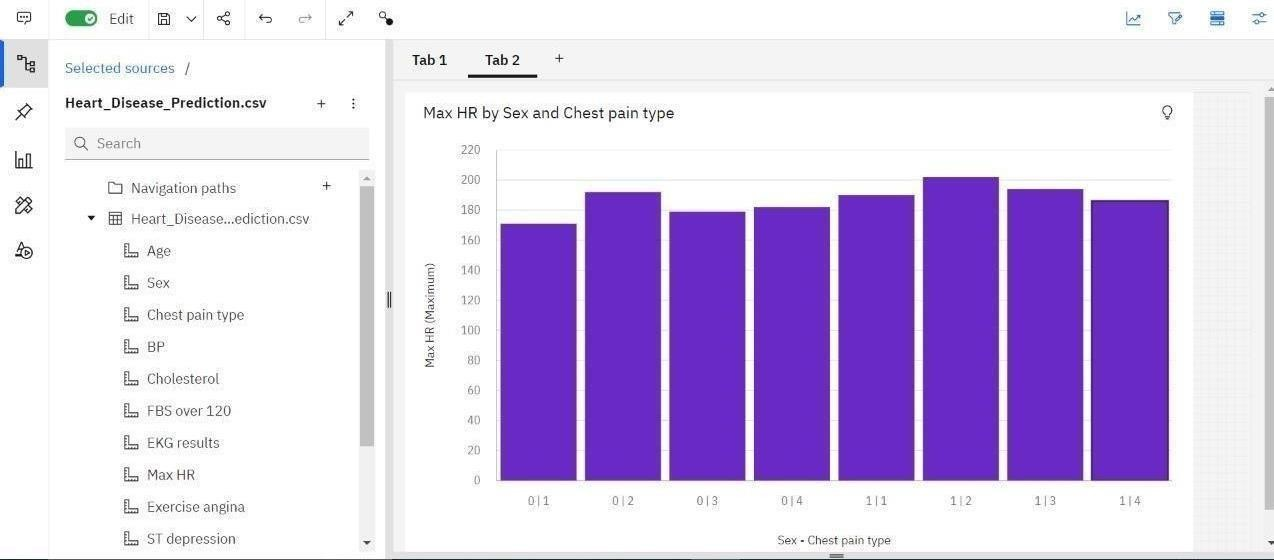 Edit
Selected sources /
Heart_Disease_Prediction.csv
Search
Navigation paths
Heart_Disease...ediction.csv
Age
Sex
Chest pain type
BP
Cholesterol
FBS over 120
EKG results
Max HR
Exercise angina
ST depression
Tab 1 Tab 2 +
Max HR by Sex and Chest pain type
Max HR (Maximum)
220
200
180
160
140
120
100
80
60
40
20
0
0|1 0|2 0|3 0|4 1|1 1|2 1|3 1|4
Sex - Chest pain type